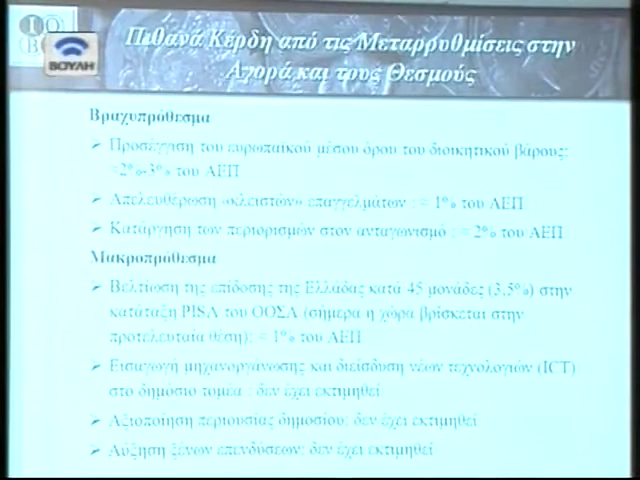 ΙΟ
Β
ΒΟΥΛΗ
Πιθανά Κέρδη από τις Μεταρρυθμίσεις στην
Αγορά και τους Θεσμούς
Βραχυπρόθεσμα
➢ Προσέγγιση του ευρωπαϊκού μέσου όρου του διοικητικού βάρους:
≈2%-3% του ΑΕΠ
➢ Απελευθέρωση «κλειστών» επαγγελμάτων : ≈ 1% του ΑΕΠ
➢ Κατάργηση των περιορισμών στον ανταγωνισμό : ≈ 2% του ΑΕΠ
Μακροπρόθεσμα
➢ Βελτίωση της επίδοσης της Ελλάδας κατά 45 μονάδες (3,5%) στην
κατάταξη PISA του ΟΟΣΑ (σήμερα η χώρα βρίσκεται στην
προτελευταία θέση): ≈ 1% του ΑΕΠ
➢ Εισαγωγή μηχανοργάνωσης και διείσδυση νέων τεχνολογιών (ICT)
στο δημόσιο τομέα : δεν έχει εκτιμηθεί
➢ Αξιοποίηση περιουσίας δημοσίου: δεν έχει εκτιμηθεί
➢ Αύξηση ξένων επενδύσεων: δεν έχει εκτιμηθεί